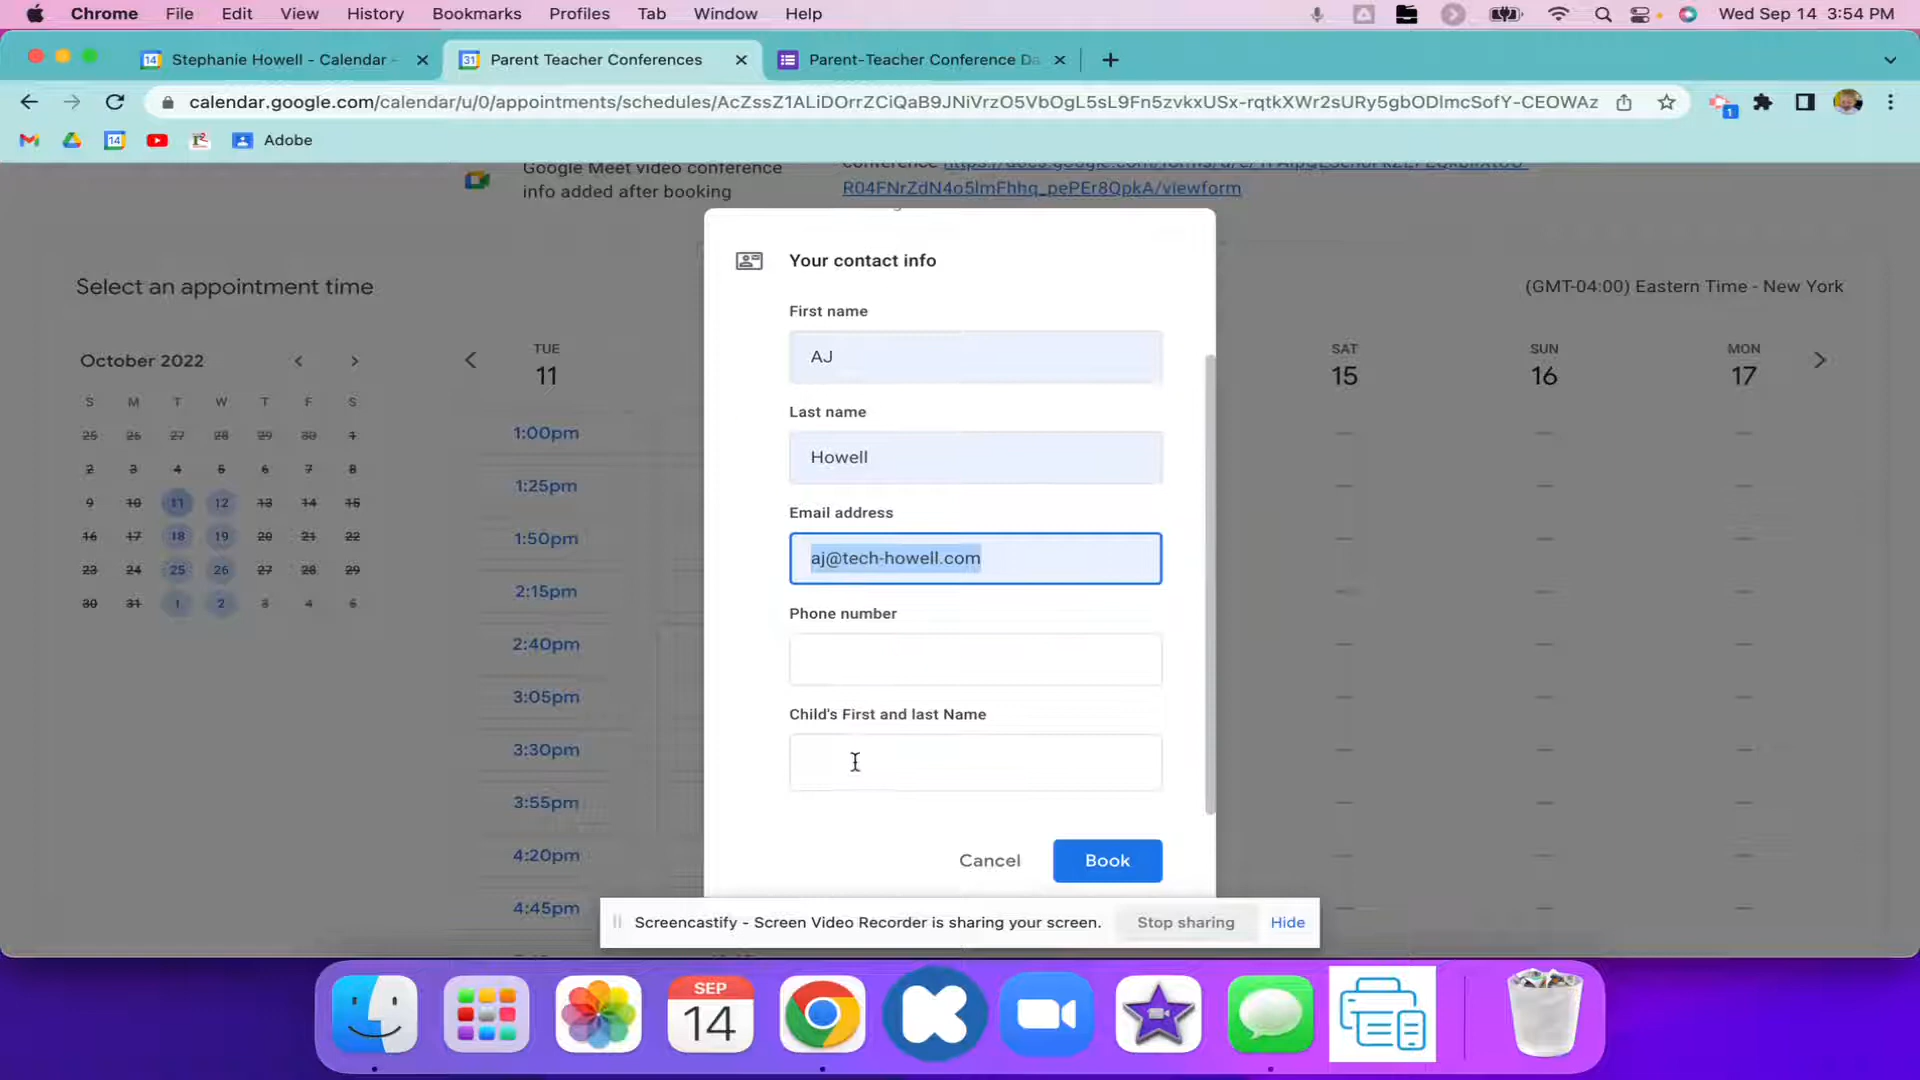 Chrome File Edit View History Bookmarks Profiles Tab Window Help Wed Sep 14 3:54 PM
Stephanie Howell - Calendar - Parent Teacher Conferences Parent-Teacher Conference Da
calendar.google.com/calendar/u/0/appointments/schedules/AcZssZ1ALiDOrrZCiQaB9JNiVrzO5VbOgL5sL9Fn5zvkxUSx-rqtkXWr2sURy5gbODlmcSofY-CEOWAz
Adobe
Google Meet video conference
info added after booking
conference
R04FNrZdN4o5lmFhhq_pePEr8QpkA/viewform
Select an appointment time
(GMT-04:00) Eastern Time - New York
October 2022
S M T W T F S
25 26 27 28 29 30 1
2 3 4 5 6 7 8
9 10 11 12 13 14 15
16 17 18 19 20 21 22
23 24 25 26 27 28 29
30 31 1 2 3 4 5
TUE
11
1:00pm
1:25pm
1:50pm
2:15pm
2:40pm
3:05pm
3:30pm
3:55pm
4:20pm
4:45pm
SAT
15
SUN
16
MON
17
Your contact info
First name
AJ
Last name
Howell
Email address
aj@tech-howell.com
Phone number
Child's First and last Name
Cancel
Book
Screencastify - Screen Video Recorder is sharing your screen.
Stop sharing
Hide
SEP
14